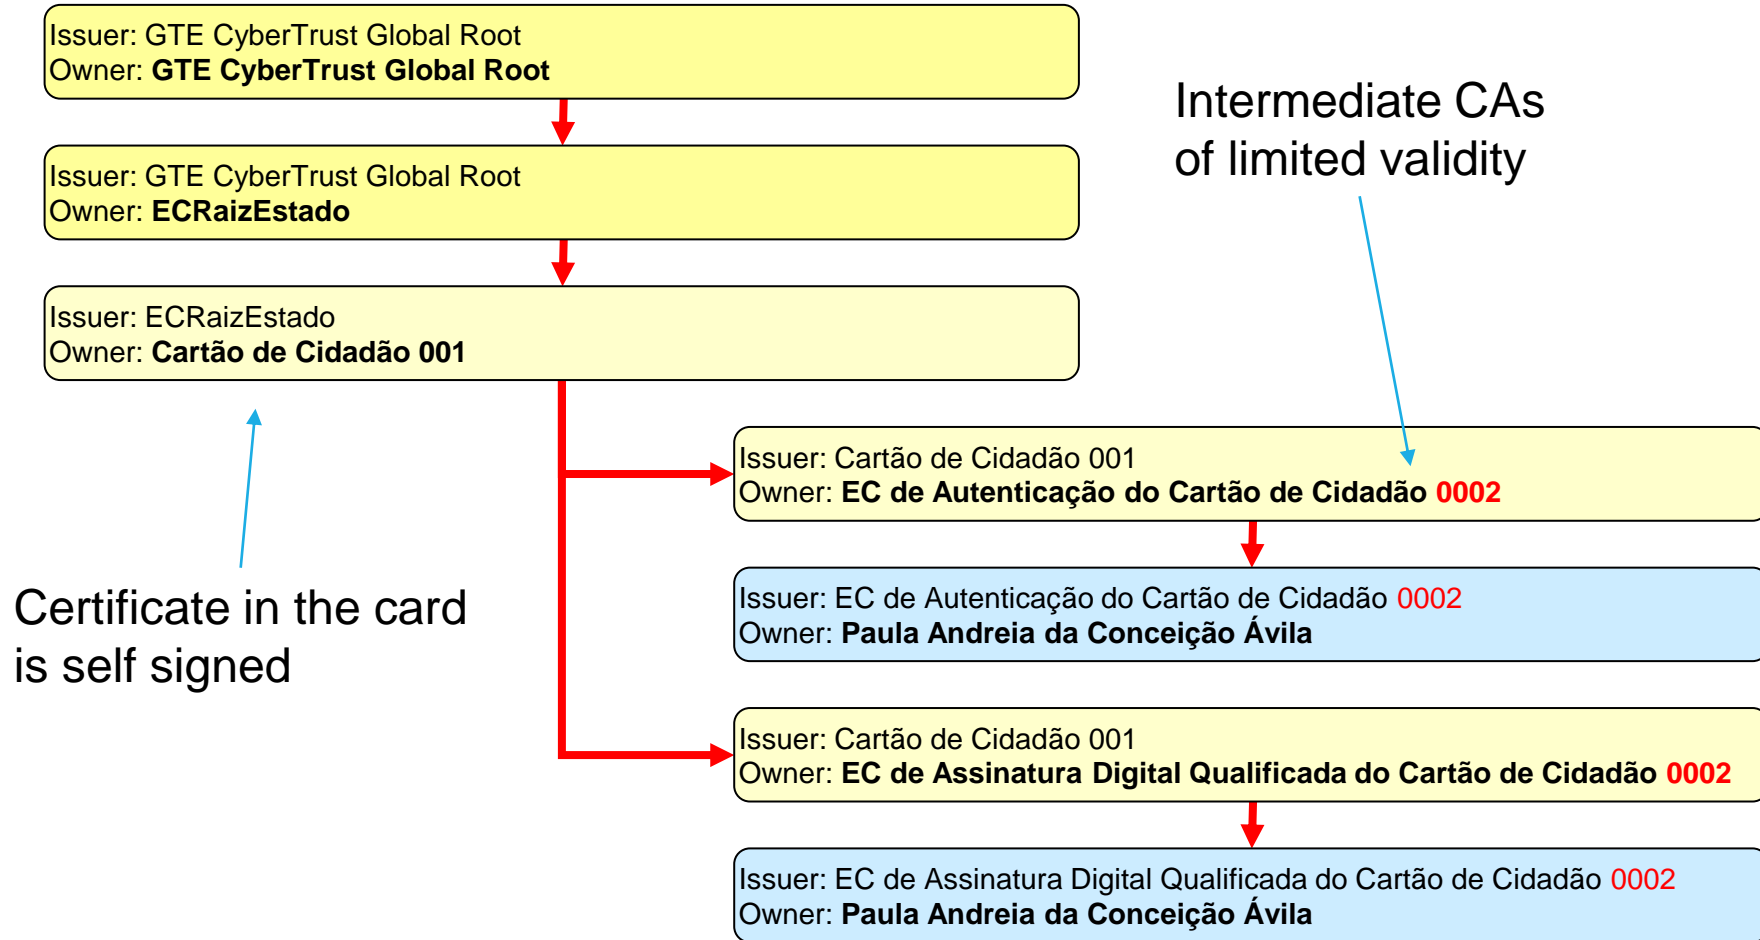 Issuer: GTE CyberTrust Global Root
Owner: GTE CyberTrust Global Root
Intermediate CAs
of limited validity
Issuer: GTE CyberTrust Global Root
Owner: ECRaizEstado
Issuer: ECRaizEstado
Owner: Cartão de Cidadão 001
Issuer: Cartão de Cidadão 001
Owner: EC de Autenticação do Cartão de Cidadão 0002
Certificate in the card
is self signed
Issuer: EC de Autenticação do Cartão de Cidadão 0002
Owner: Paula Andreia da Conceição Ávila
Issuer: Cartão de Cidadão 001
Owner: EC de Assinatura Digital Qualificada do Cartão de Cidadão 0002
Issuer: EC de Assinatura Digital Qualificada do Cartão de Cidadão 0002
Owner: Paula Andreia da Conceição Ávila